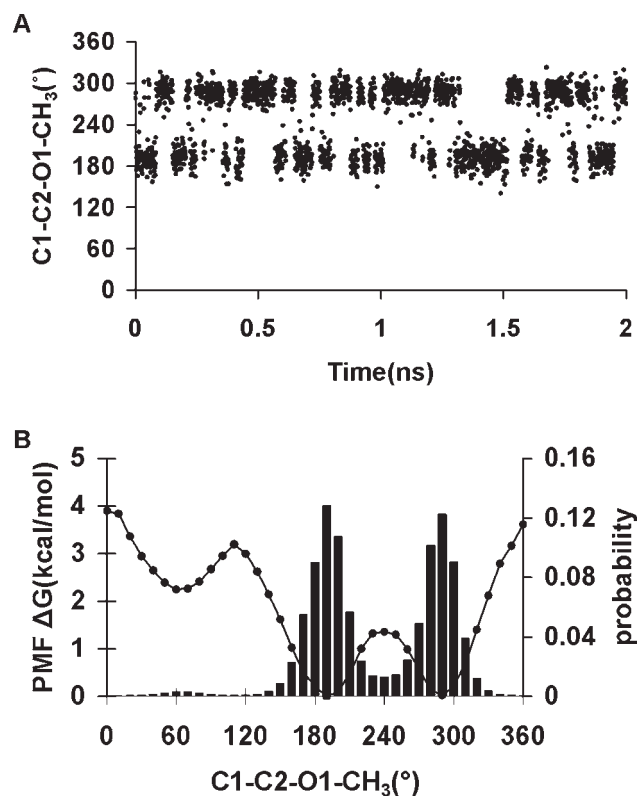 A
C1-C2-O1-CH₃(°)
360
300
240
180
120
60
0
0 0.5 1 1.5 2
Time(ns)
B
PMF ΔG(kcal/mol)
5
4
3
2
1
0
0.16
0.12
0.08
0.04
0
probability
0 60 120 180 240 300 360
C1-C2-O1-CH₃(°)